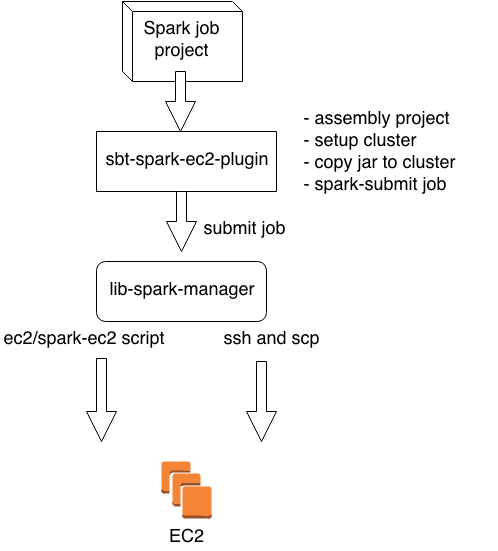 Spark job
project
- assembly project
- setup cluster
- copy jar to cluster
- spark-submit job
sbt-spark-ec2-plugin
submit job
lib-spark-manager
ec2/spark-ec2 script
ssh and scp
EC2